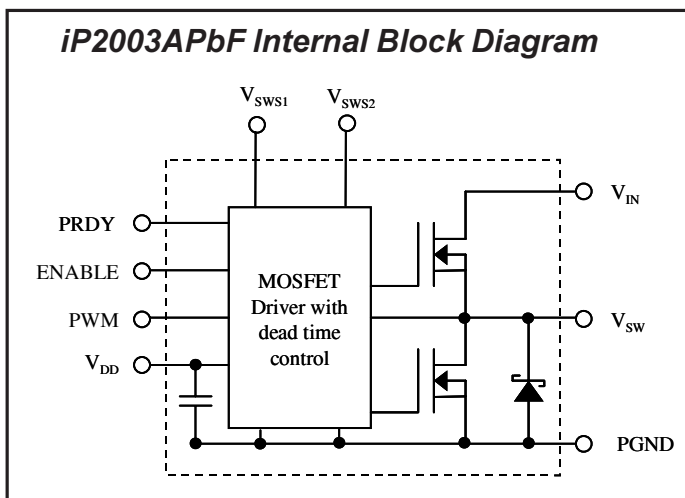 iP2003APbF Internal Block Diagram
VSWS1
VSWS2
VIN
PRDY
ENABLE
PWM
VDD
MOSFET
Driver with
dead time
control
VSW
PGND